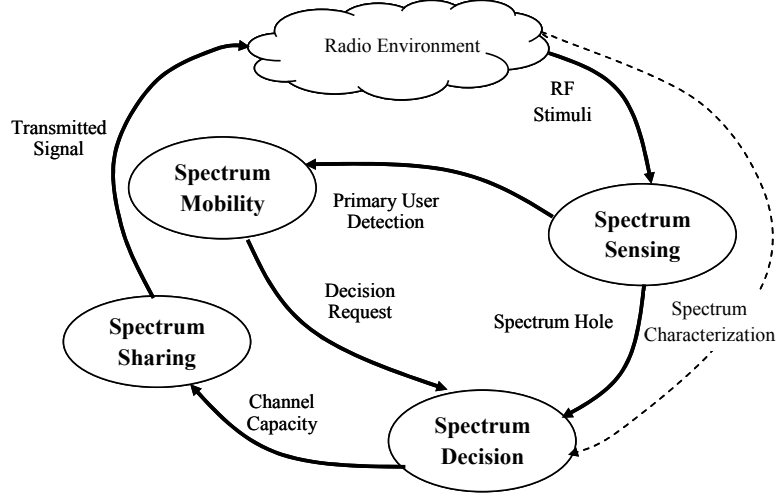 Radio Environment
RF
Stimuli
Transmitted
Signal
Spectrum
Mobility
Primary User
Detection
Spectrum
Sensing
Decision
Request
Spectrum Hole
Spectrum
Characterization
Spectrum
Sharing
Channel
Capacity
Spectrum
Decision